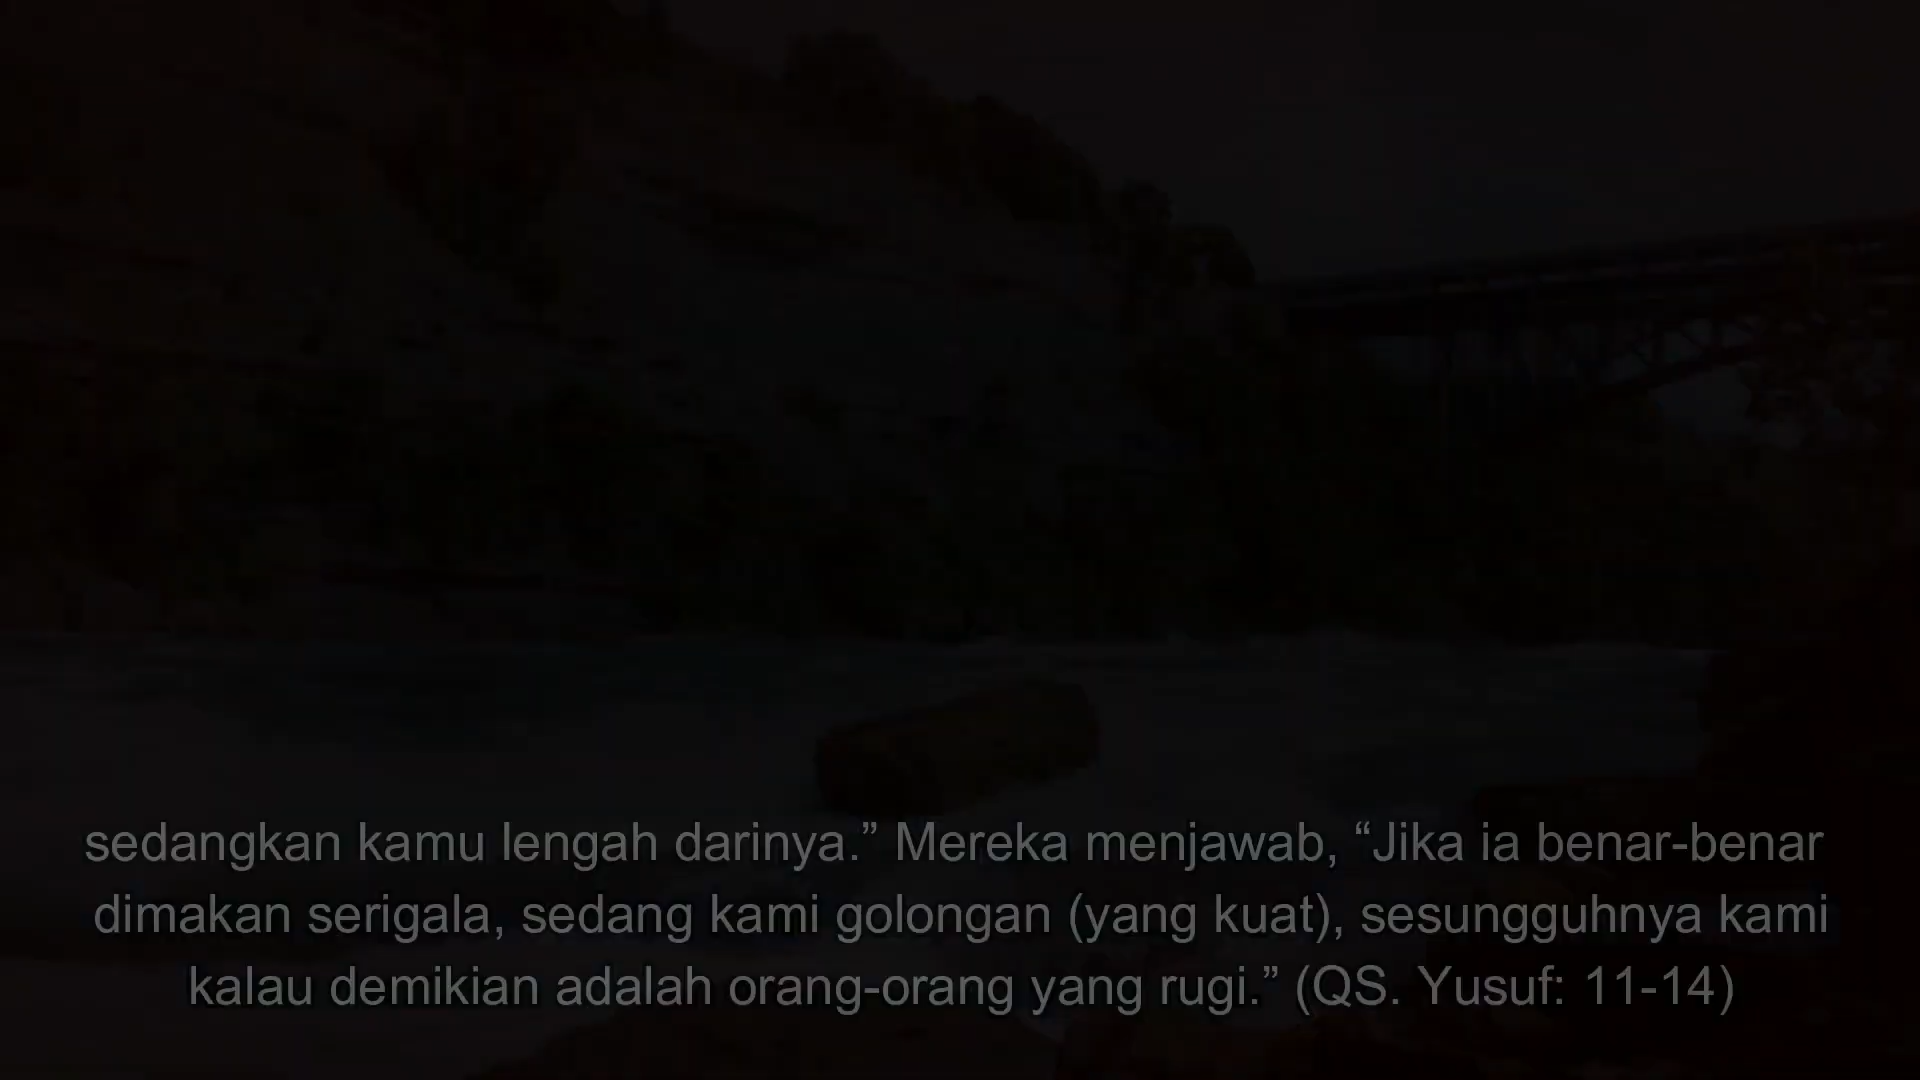 sedangkan kamu lengah darinya.” Mereka menjawab, “Jika ia benar-benar
dimakan serigala, sedang kami golongan (yang kuat), sesungguhnya kami
kalau demikian adalah orang-orang yang rugi.” (QS. Yusuf: 11-14)